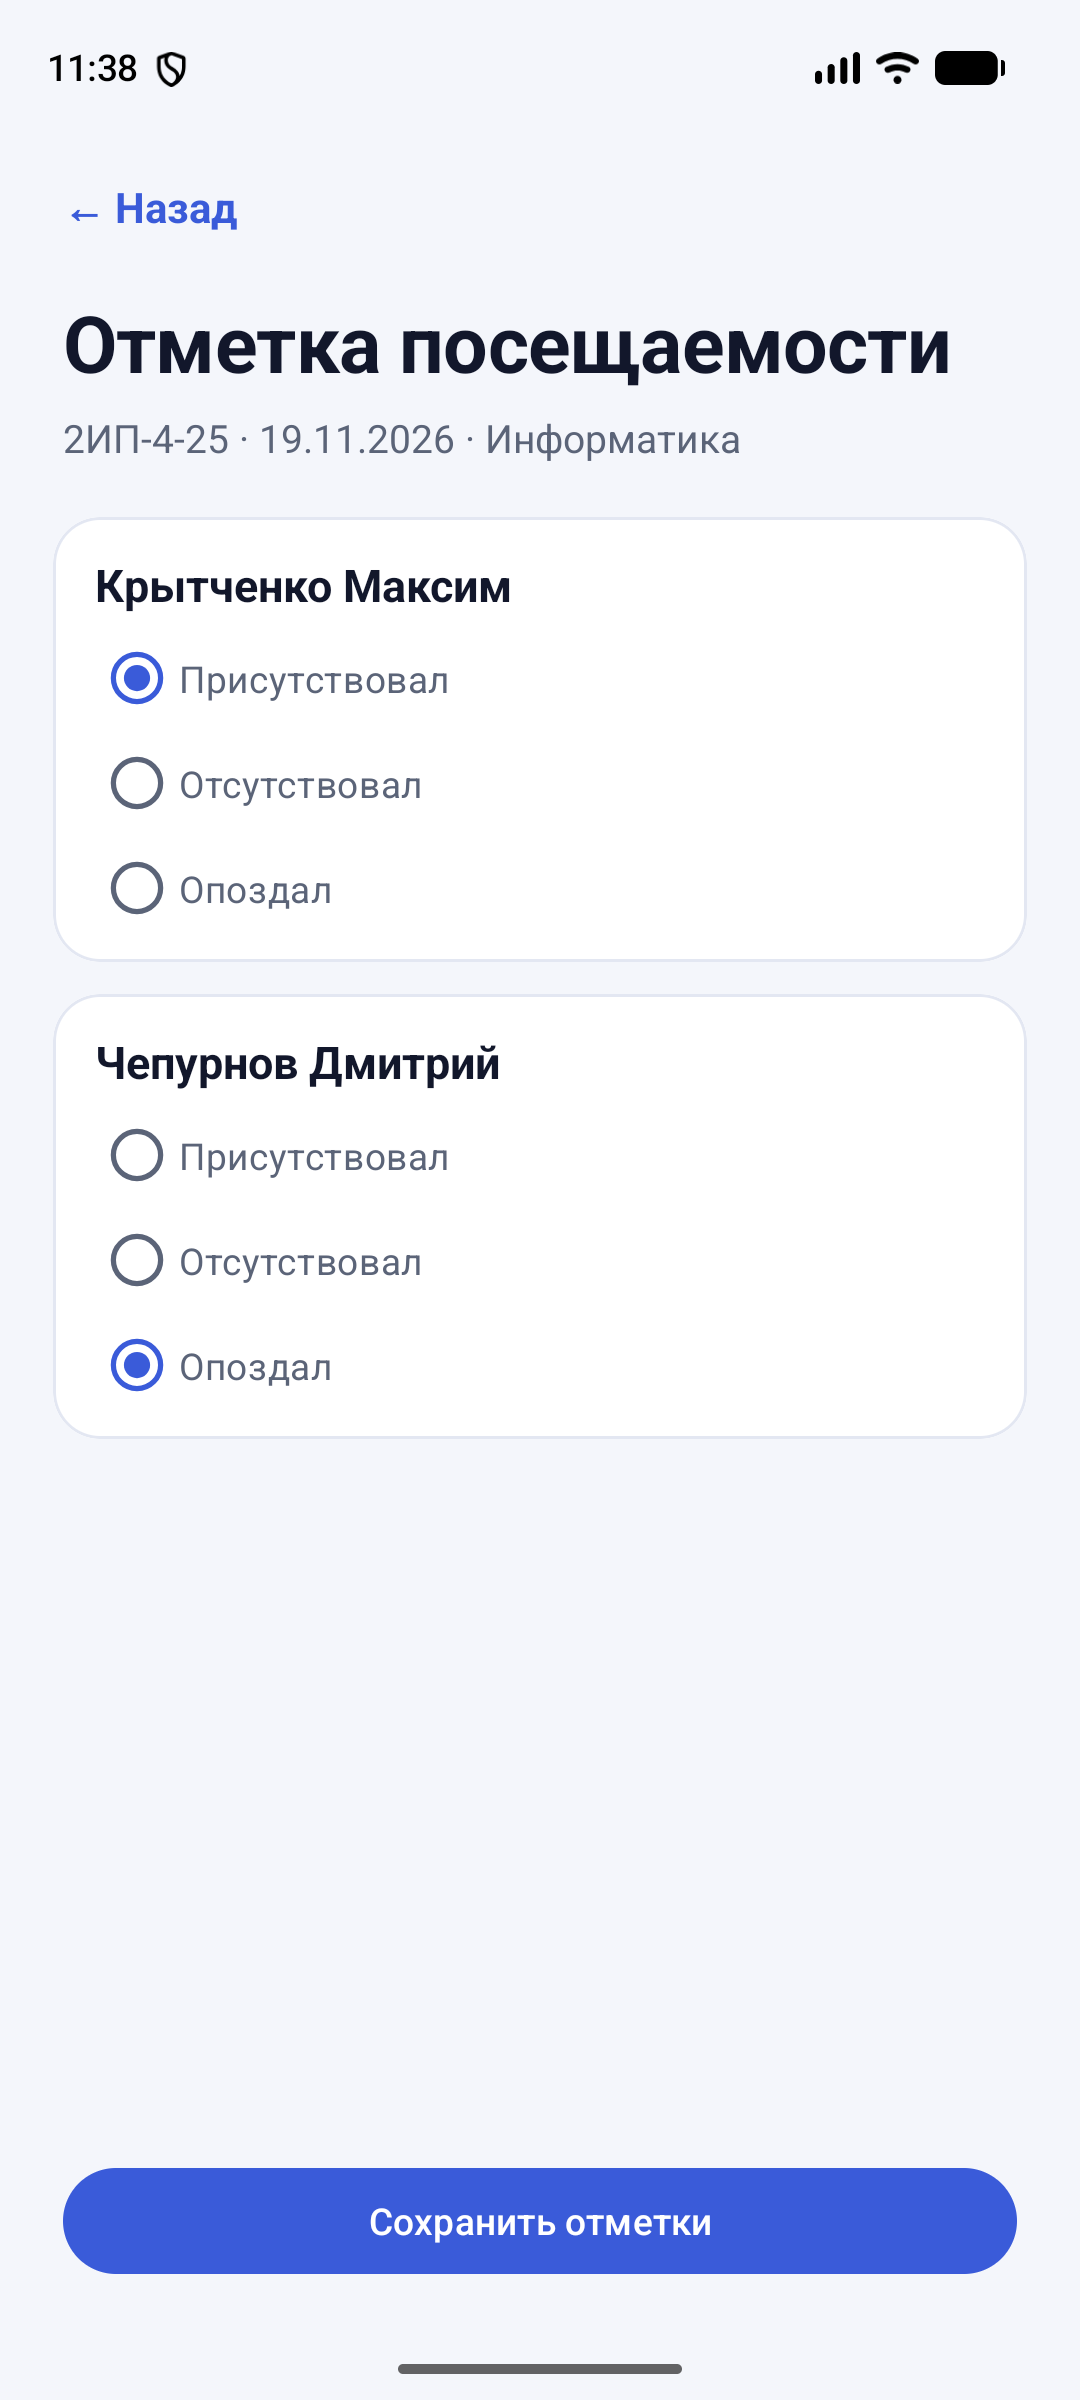 11:38
← Назад
Отметка посещаемости
2ИП-4-25 · 19.11.2026 · Информатика
Крытченко Максим
Присутствовал
Отсутствовал
Опоздал
Чепурнов Дмитрий
Присутствовал
Отсутствовал
Опоздал
Сохранить отметки